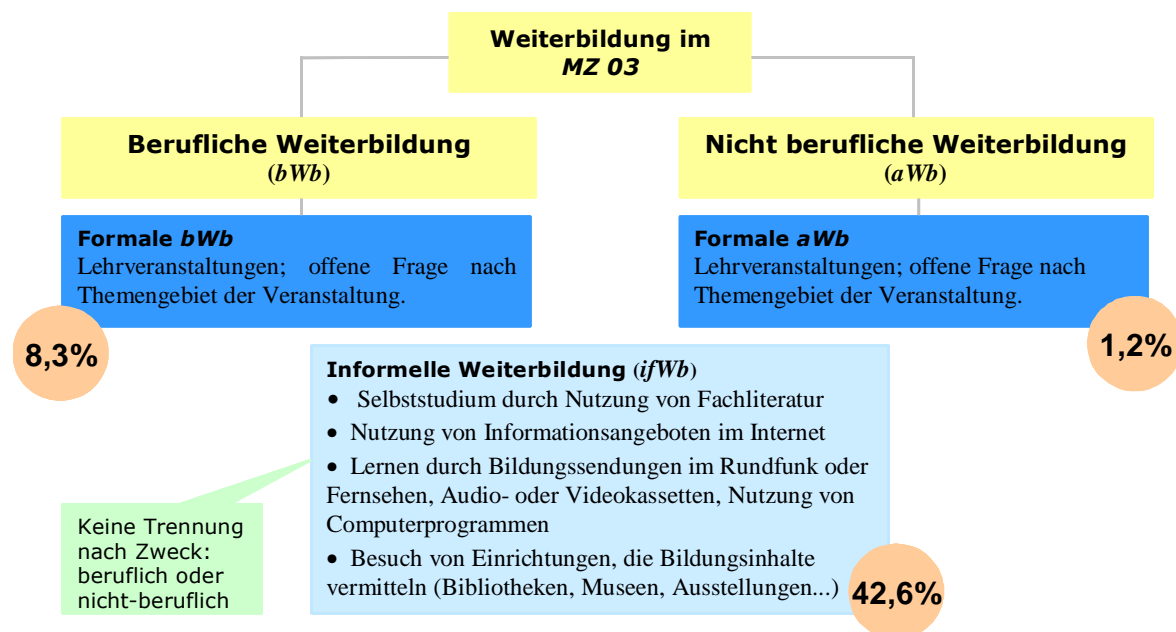 Weiterbildung im
MZ 03
Berufliche Weiterbildung
(bWb)
Nicht berufliche Weiterbildung
(aWb)
Formale bWb
Lehrveranstaltungen; offene Frage nach
Themengebiet der Veranstaltung.
8,3%
Formale aWb
Lehrveranstaltungen; offene Frage nach
Themengebiet der Veranstaltung.
1,2%
Informelle Weiterbildung (ifWb)
• Selbststudium durch Nutzung von Fachliteratur
• Nutzung von Informationsangeboten im Internet
• Lernen durch Bildungssendungen im Rundfunk oder
Fernsehen, Audio- oder Videokassetten, Nutzung von
Computerprogrammen
• Besuch von Einrichtungen, die Bildungsinhalte
vermitteln (Bibliotheken, Museen, Ausstellungen...)
42,6%
Keine Trennung
nach Zweck:
beruflich oder
nicht-beruflich